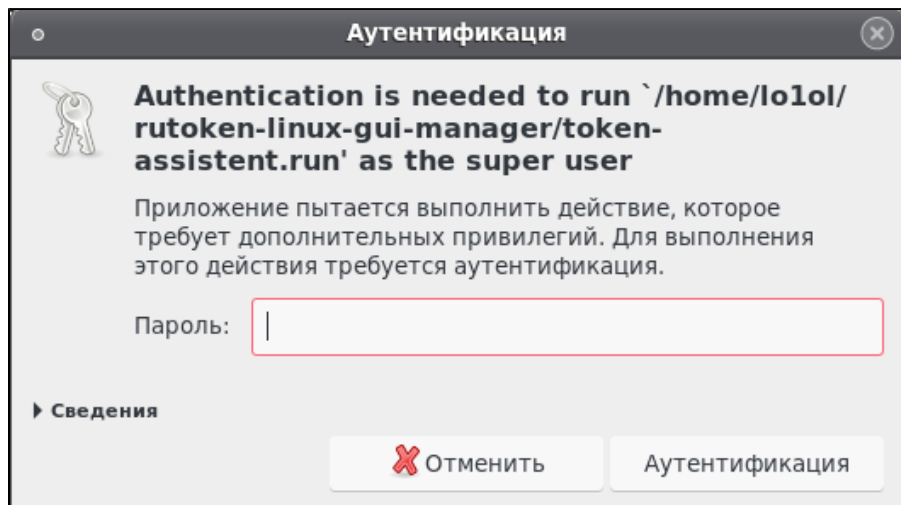 Аутентификация
Authentication is needed to run `/home/lo1ol/
rutoken-linux-gui-manager/token-
assistent.run' as the super user
Приложение пытается выполнить действие, которое
требует дополнительных привилегий. Для выполнения
этого действия требуется аутентификация.
Пароль:
Сведения
Отменить
Аутентификация